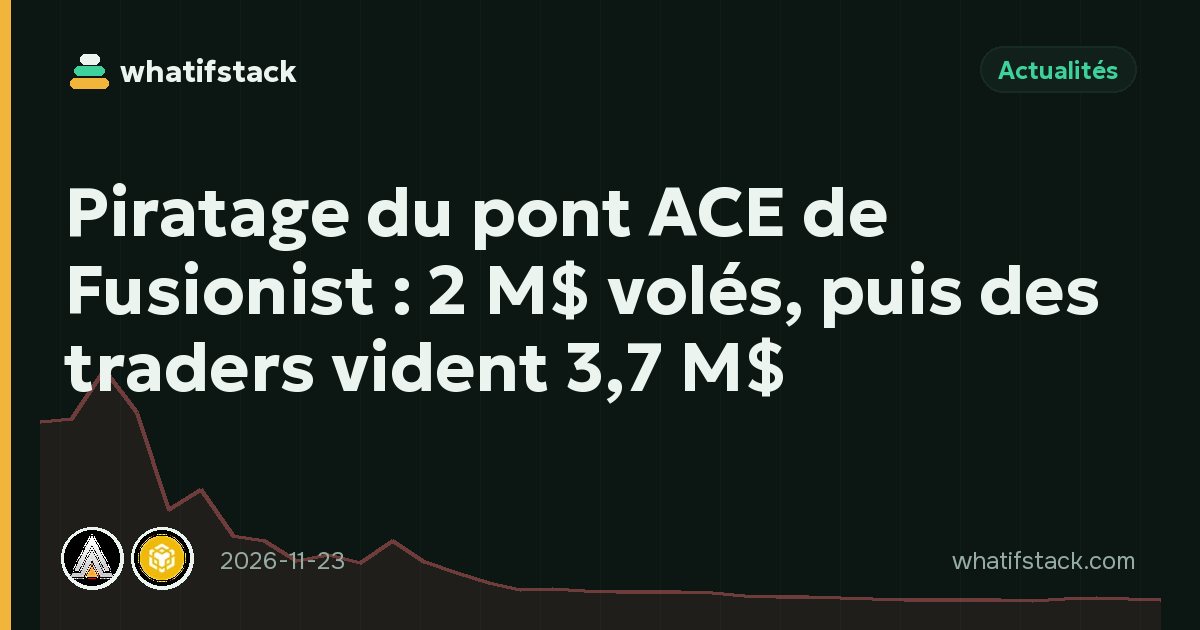 whatifstack
Actualités
Piratage du pont ACE de
Fusionist : 2 M$ volés, puis des
traders vident 3,7 M$
2026-11-23
whatifstack.com